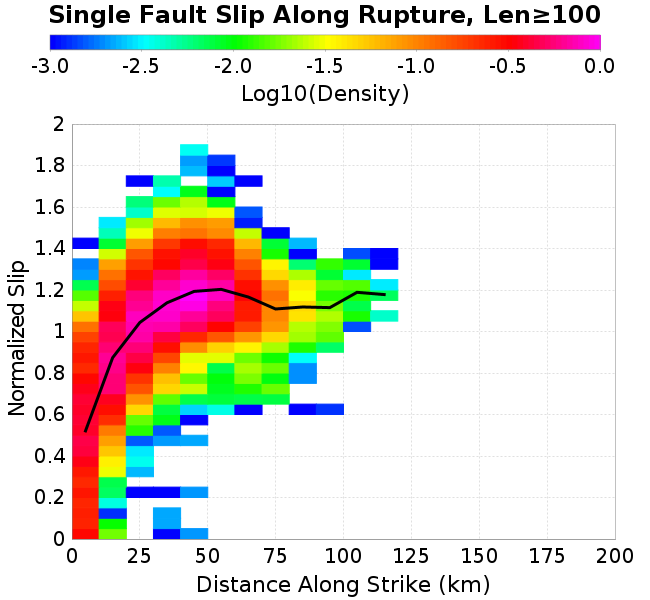 Single Fault Slip Along Rupture, Len≥100
-3.0 -2.5 -2.0 -1.5 -1.0 -0.5 0.0
Log10(Density)
2
1.8
1.6
1.4
1.2
1
0.8
0.6
0.4
0.2
0
Normalized Slip
0 25 50 75 100 125 150 175 200
Distance Along Strike (km)